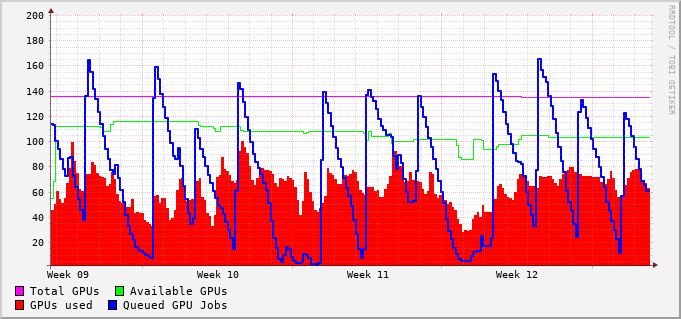 200
180
160
140
120
100
80
60
40
20
Week 09 Week 10 Week 11 Week 12
Total GPUs Available GPUs
GPUs used Queued GPU Jobs
RRDTOOL / TOBI OETIKER